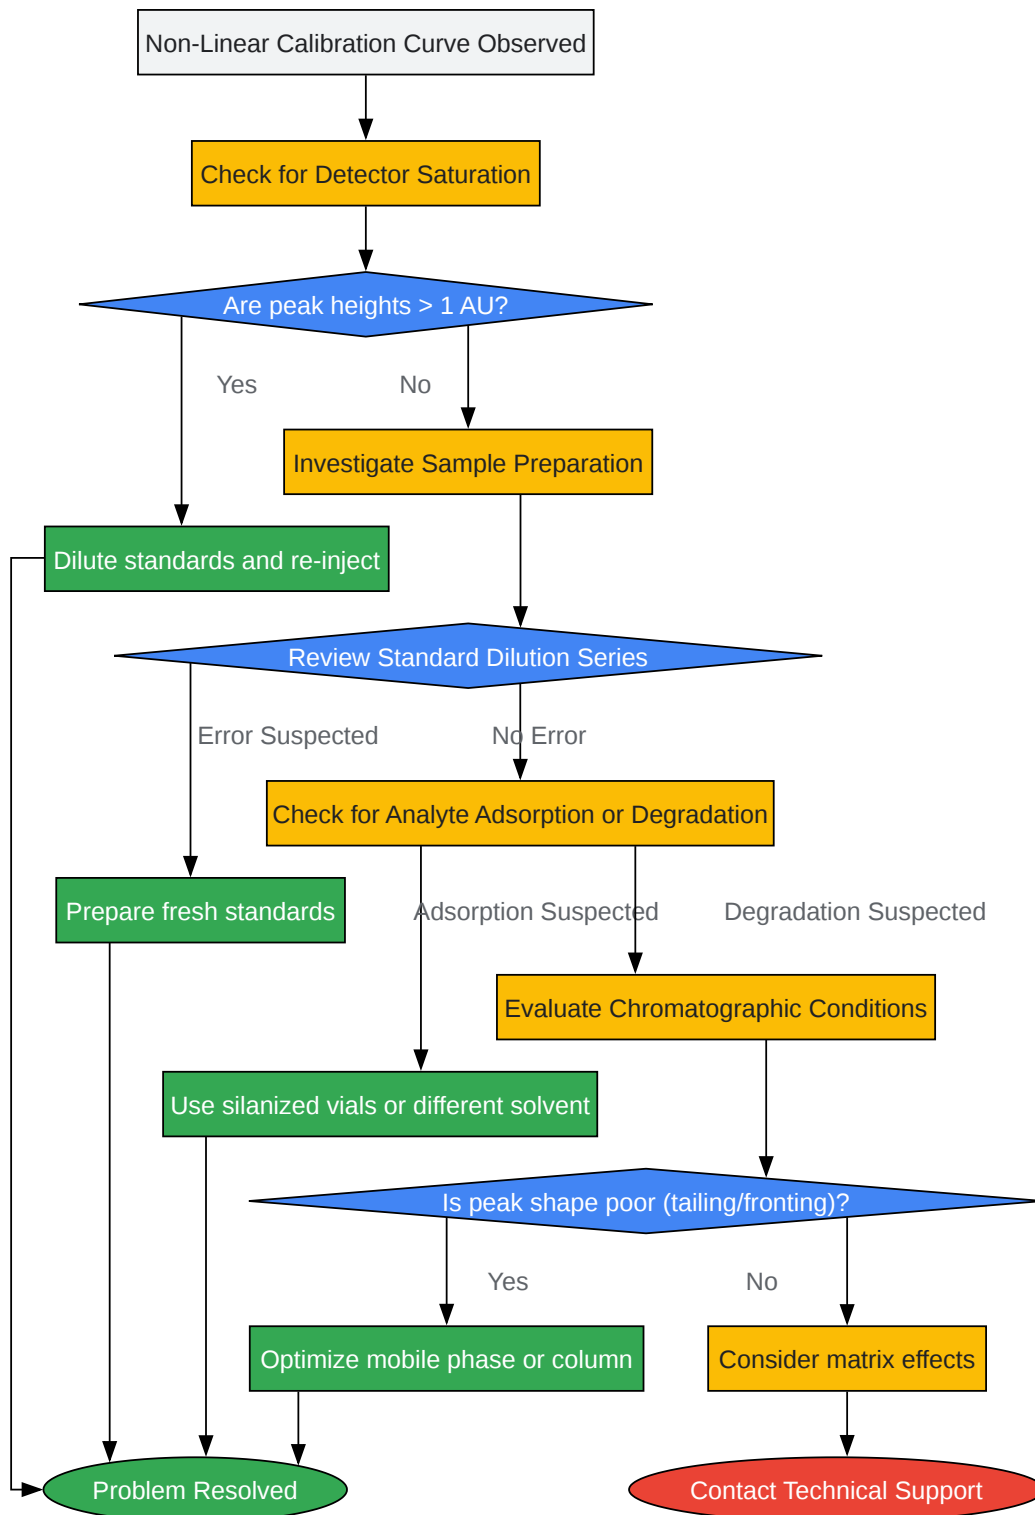 Non-Linear Calibration Curve Observed
Check for Detector Saturation
Are peak heights > 1 AU?
Yes
No
Investigate Sample Preparation
Dilute standards and re-inject
Review Standard Dilution Series
Error Suspected
No Error
Check for Analyte Adsorption or Degradation
Prepare fresh standards
Adsorption Suspected
Degradation Suspected
Evaluate Chromatographic Conditions
Use silanized vials or different solvent
Is peak shape poor (tailing/fronting)?
Yes
No
Optimize mobile phase or column
Consider matrix effects
Problem Resolved
Contact Technical Support